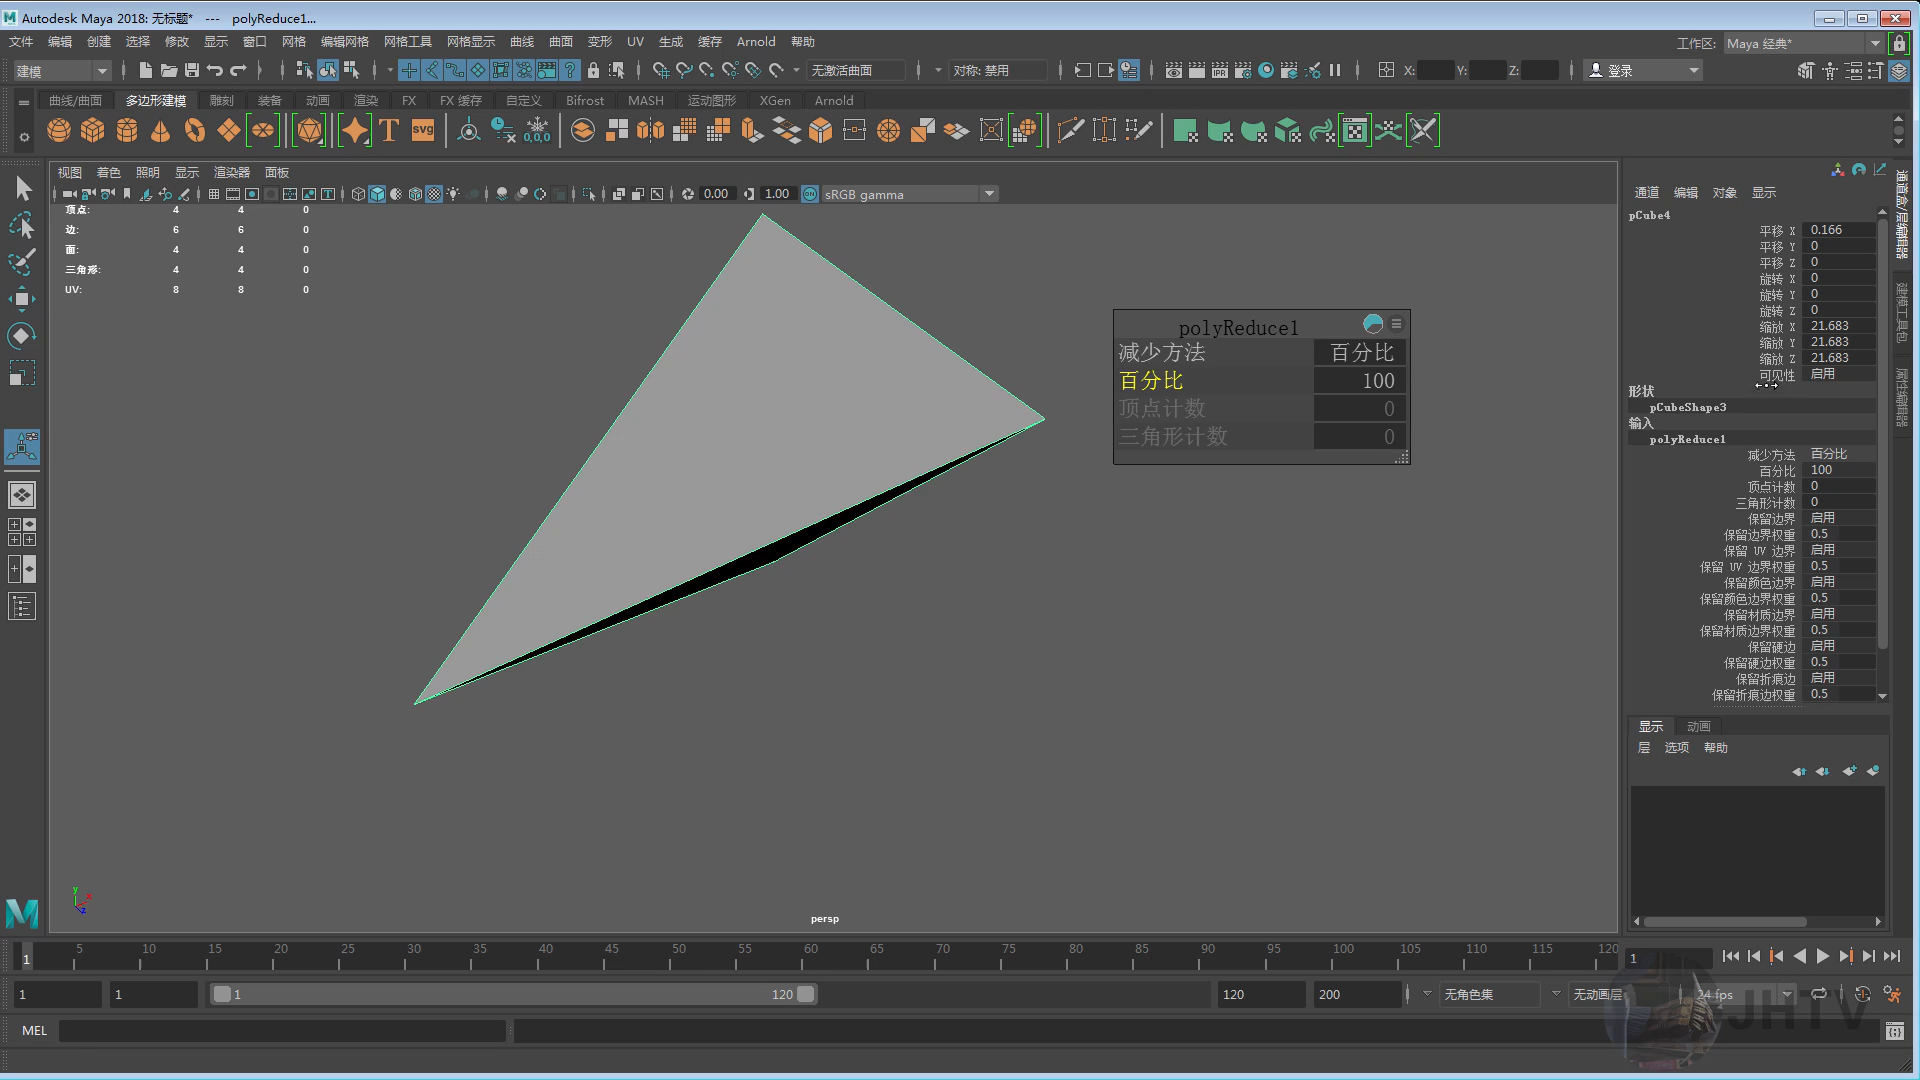 Autodesk Maya 2018: 无标题* --- polyReduce1...
文件 编辑 创建 选择 修改 显示 窗口 网格 编辑网格 网格工具 网格显示 曲线 曲面 变形 UV 生成 缓存 Arnold 帮助
工作区: Maya 经典*
建模 无激活曲面 对称: 禁用 X: Y: Z: 登录
曲线/曲面 多边形建模 雕刻 装备 动画 渲染 FX FX 缓存 自定义 Bifrost MASH 运动图形 XGen Arnold
视图 着色 照明 显示 渲染器 面板
0.00 1.00 sRGB gamma
顶点: 4 4 0
边: 6 6 0
面: 4 4 0
三角形: 4 4 0
UV: 8 8 0
polyReduce1
减少方法 百分比
百分比 100
顶点计数 0
三角形计数 0
persp
通道 编辑 对象 显示
pCube4
平移 X 0.166
平移 Y 0
平移 Z 0
旋转 X 0
旋转 Y 0
旋转 Z 0
缩放 X 21.683
缩放 Y 21.683
缩放 Z 21.683
可见性 启用
形状
pCubeShape3
输入
polyReduce1
减少方法 百分比
百分比 100
顶点计数 0
三角形计数 0
保留边界 启用
保留边界权重 0.5
保留 UV 边界 启用
保留 UV 边界权重 0.5
保留颜色边界 启用
保留颜色边界权重 0.5
保留材质边界 启用
保留材质边界权重 0.5
保留硬边 启用
保留硬边权重 0.5
保留折痕边 启用
保留折痕边权重 0.5
通道盒/层编辑器
建模工具包
属性编辑器
显示 动画
层 选项 帮助
1 5 10 15 20 25 30 35 40 45 50 55 60 65 70 75 80 85 90 95 100 105 110 115 120
1
1 1 1 120 120 200 无角色集 无动画层 24 fps
MEL
JHTV